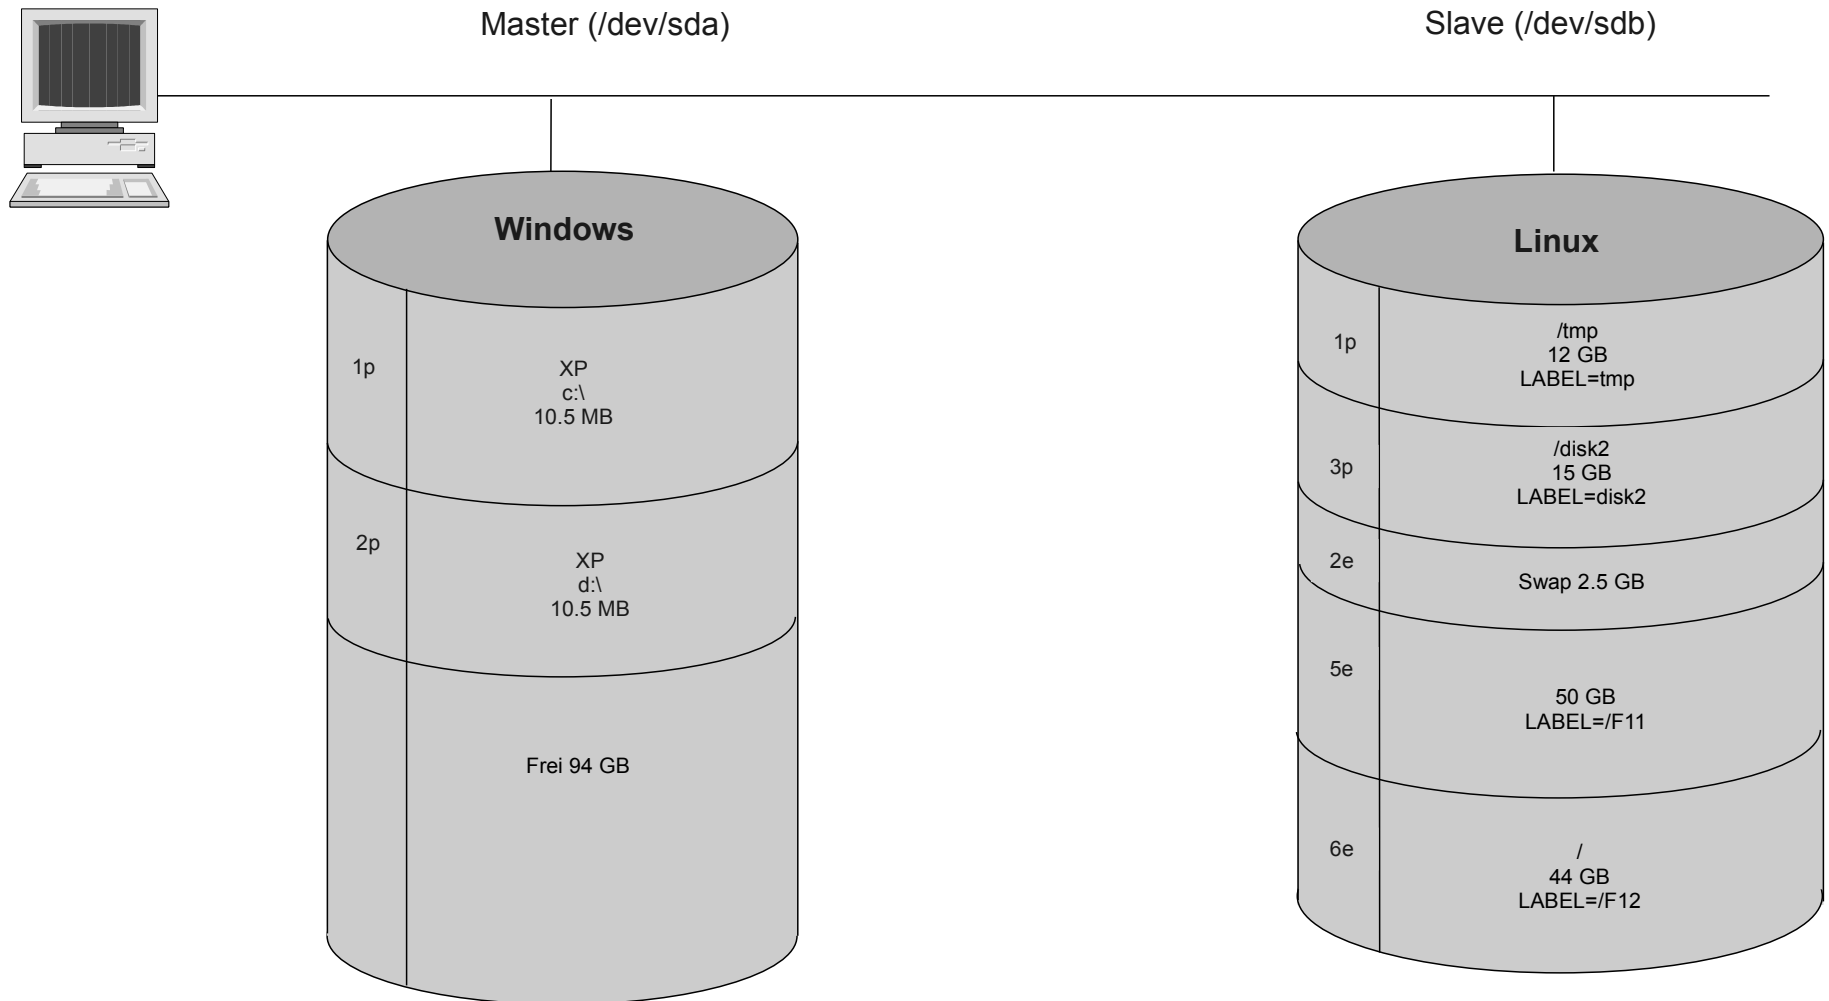 Master (/dev/sda)
Slave (/dev/sdb)
Windows
1p
XP
c:\
10.5 MB
2p
XP
d:\
10.5 MB
Frei 94 GB
Linux
1p
/tmp
12 GB
LABEL=tmp
3p
/disk2
15 GB
LABEL=disk2
2e
Swap 2.5 GB
5e
50 GB
LABEL=/F11
6e
/
44 GB
LABEL=/F12